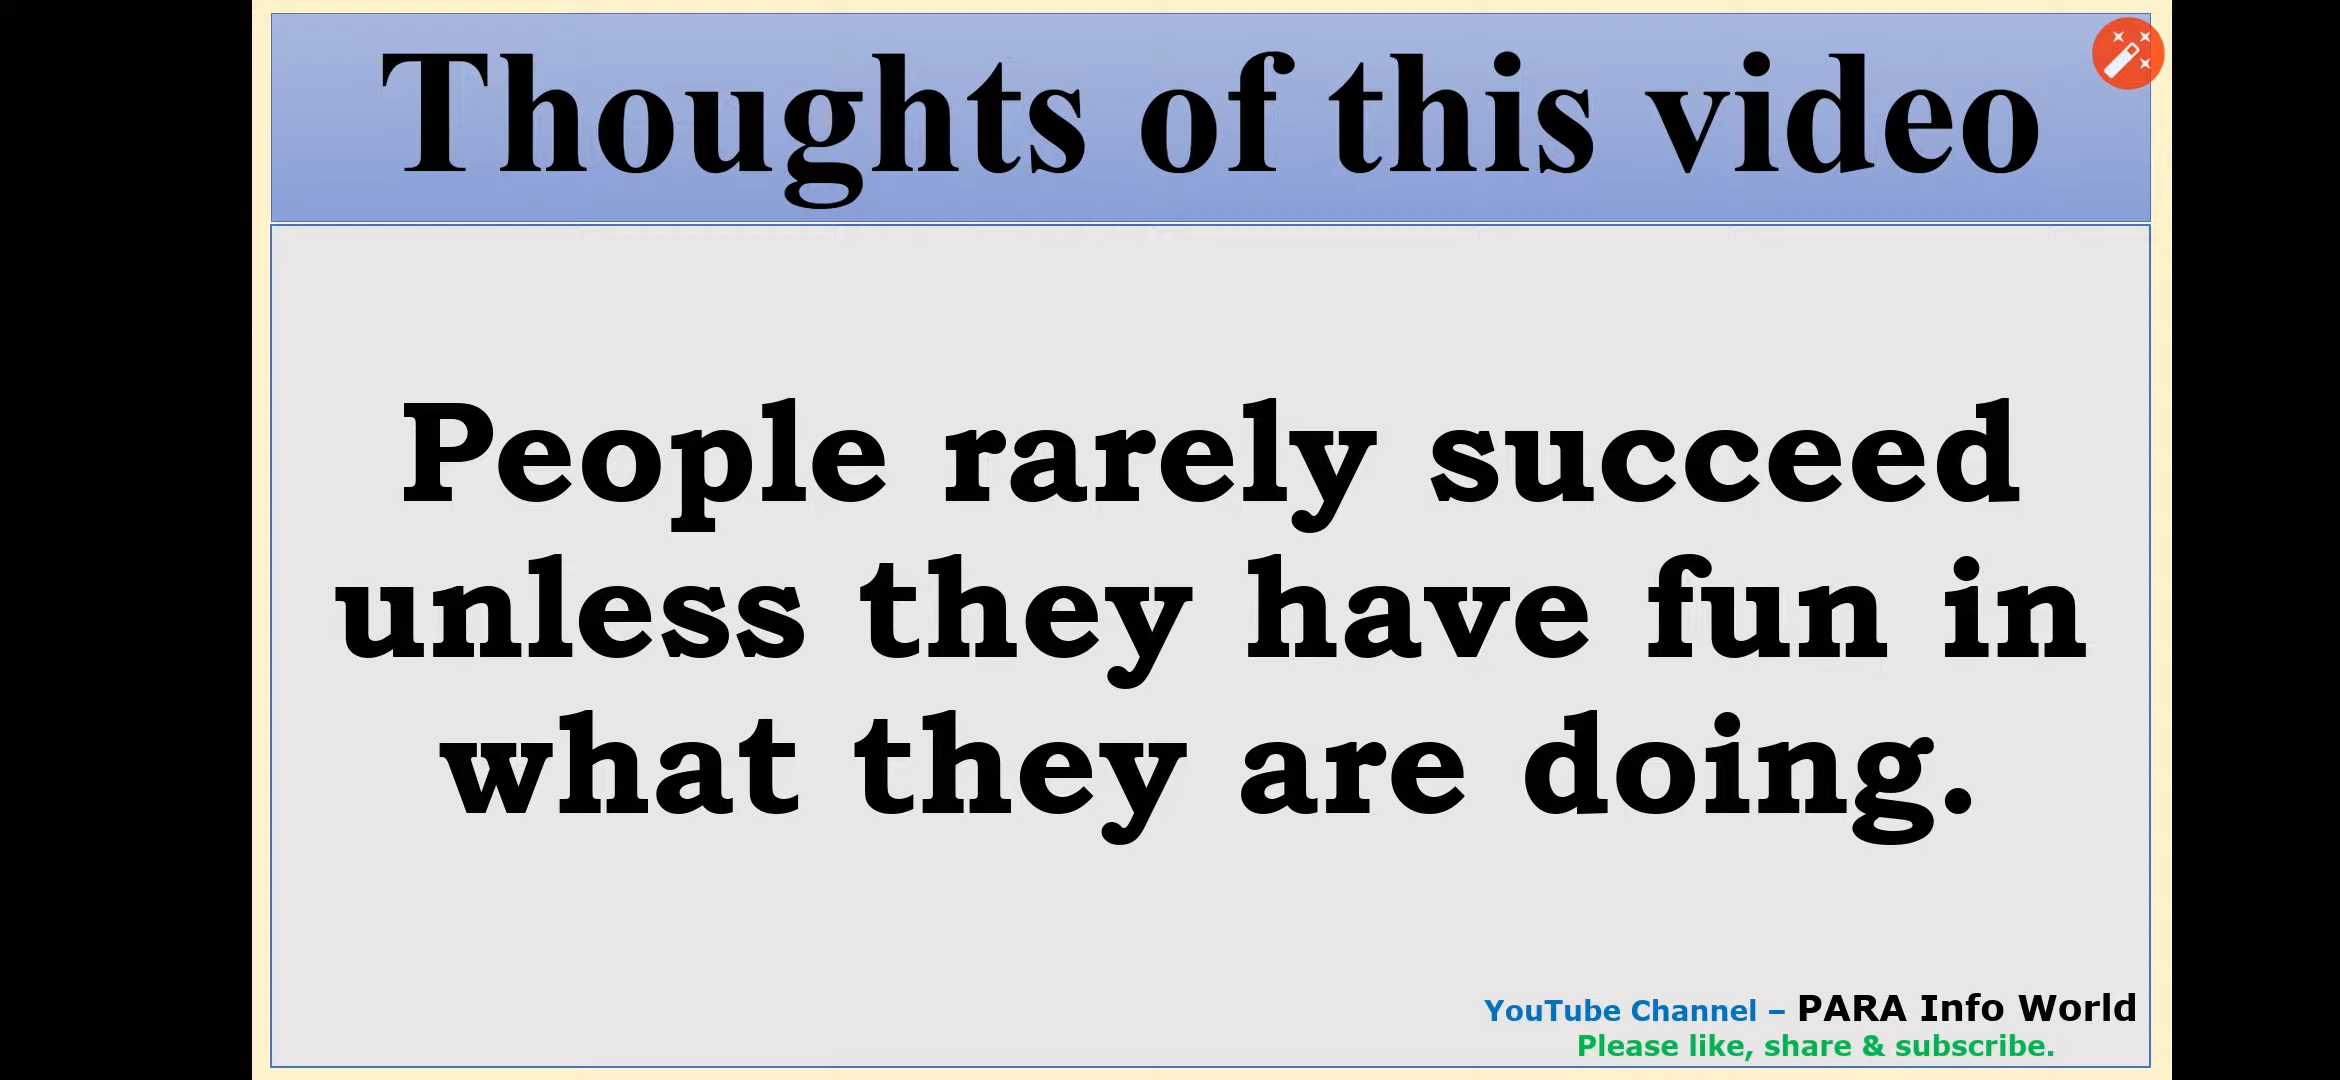 Thoughts of this video
People rarely succeed
unless they have fun in
what they are doing.
YouTube Channel – PARA Info World
Please like, share & subscribe.